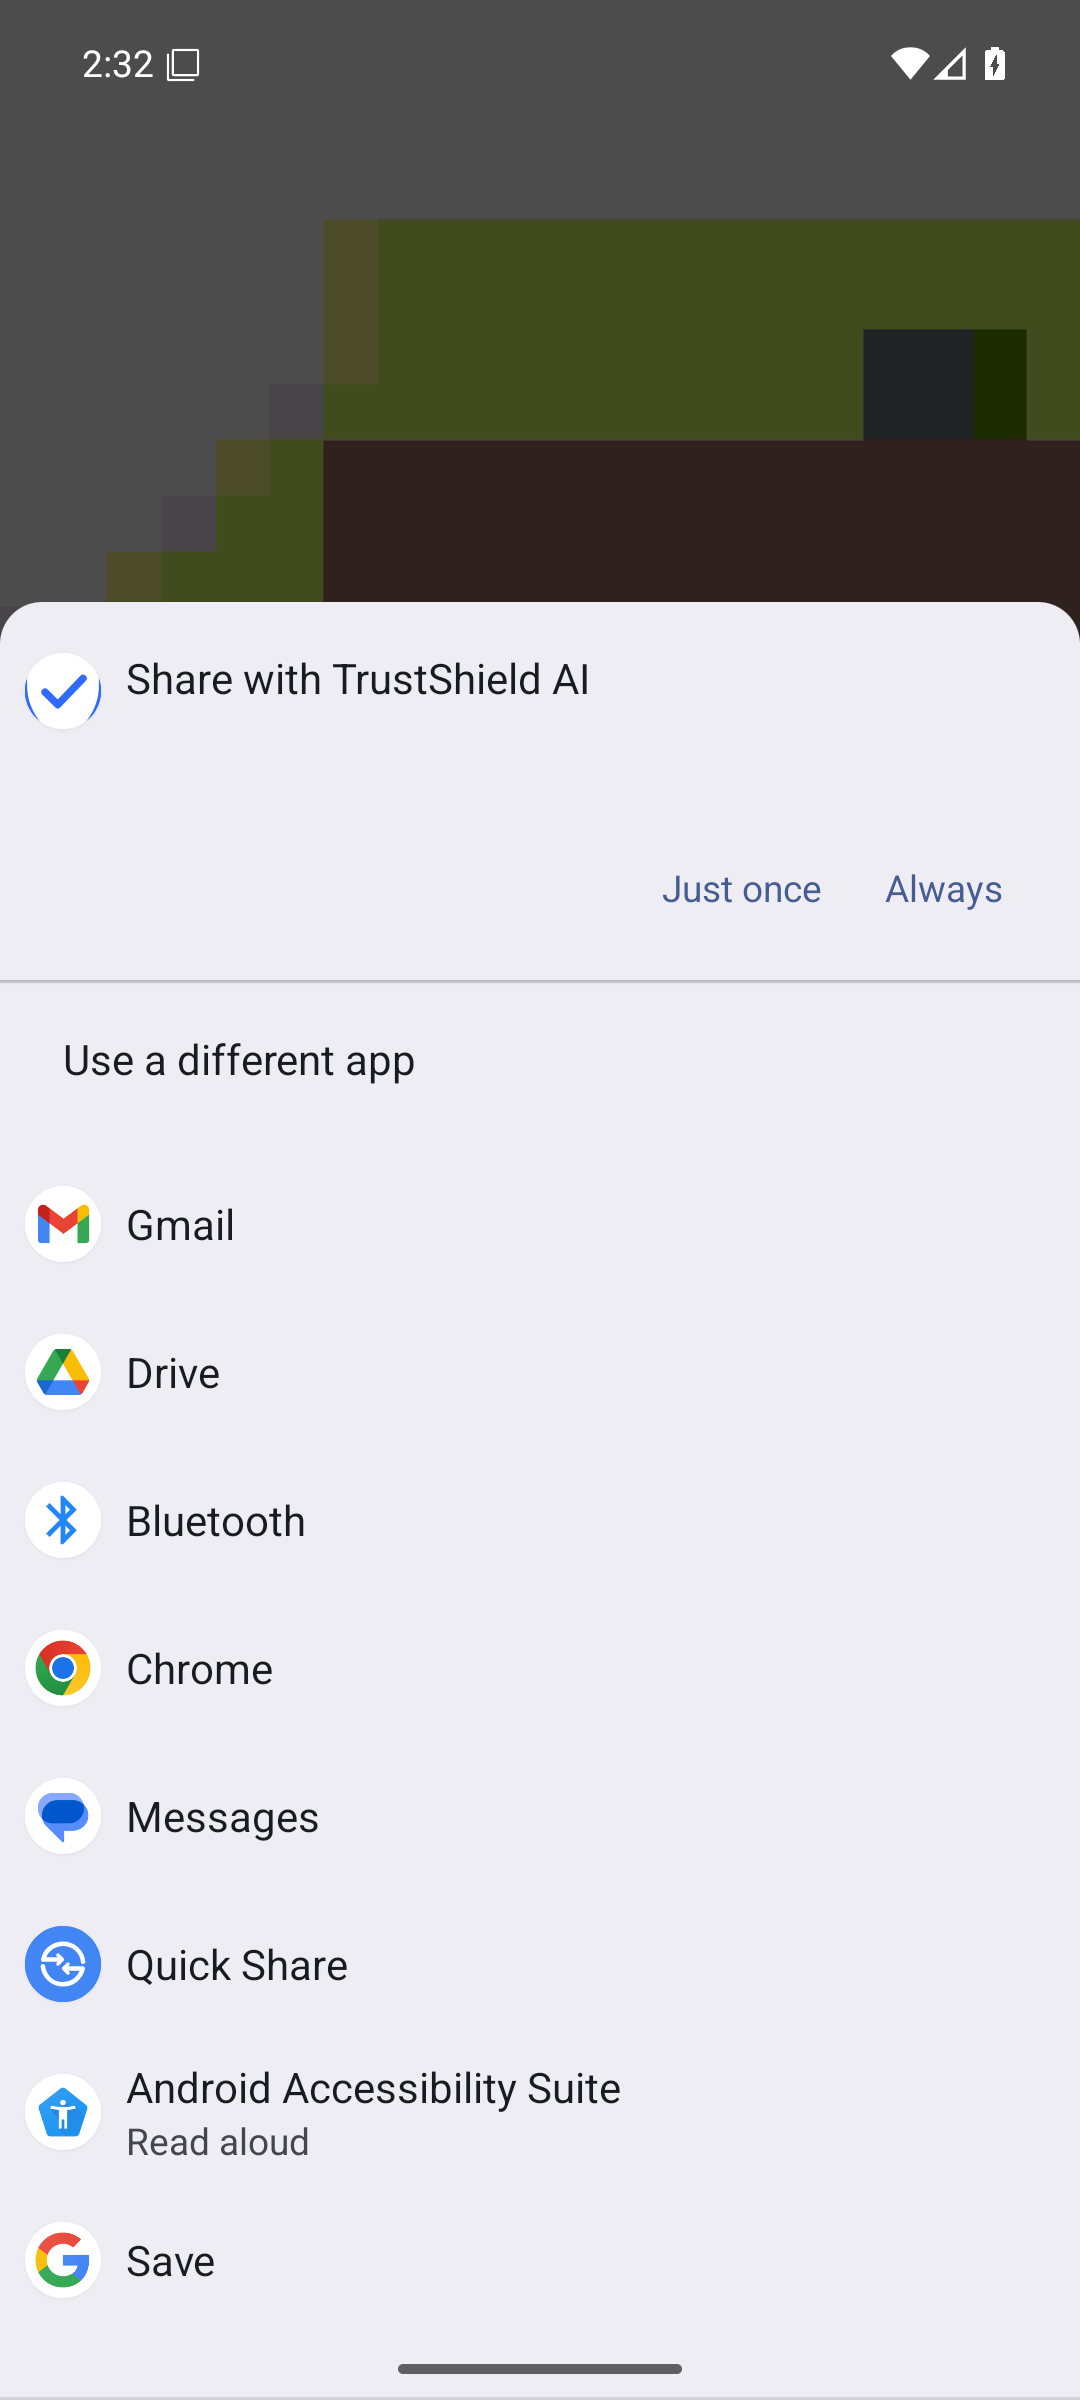 2:32
Share with TrustShield AI
Just once Always
Use a different app
Gmail
Drive
Bluetooth
Chrome
Messages
Quick Share
Android Accessibility Suite
Read aloud
Save